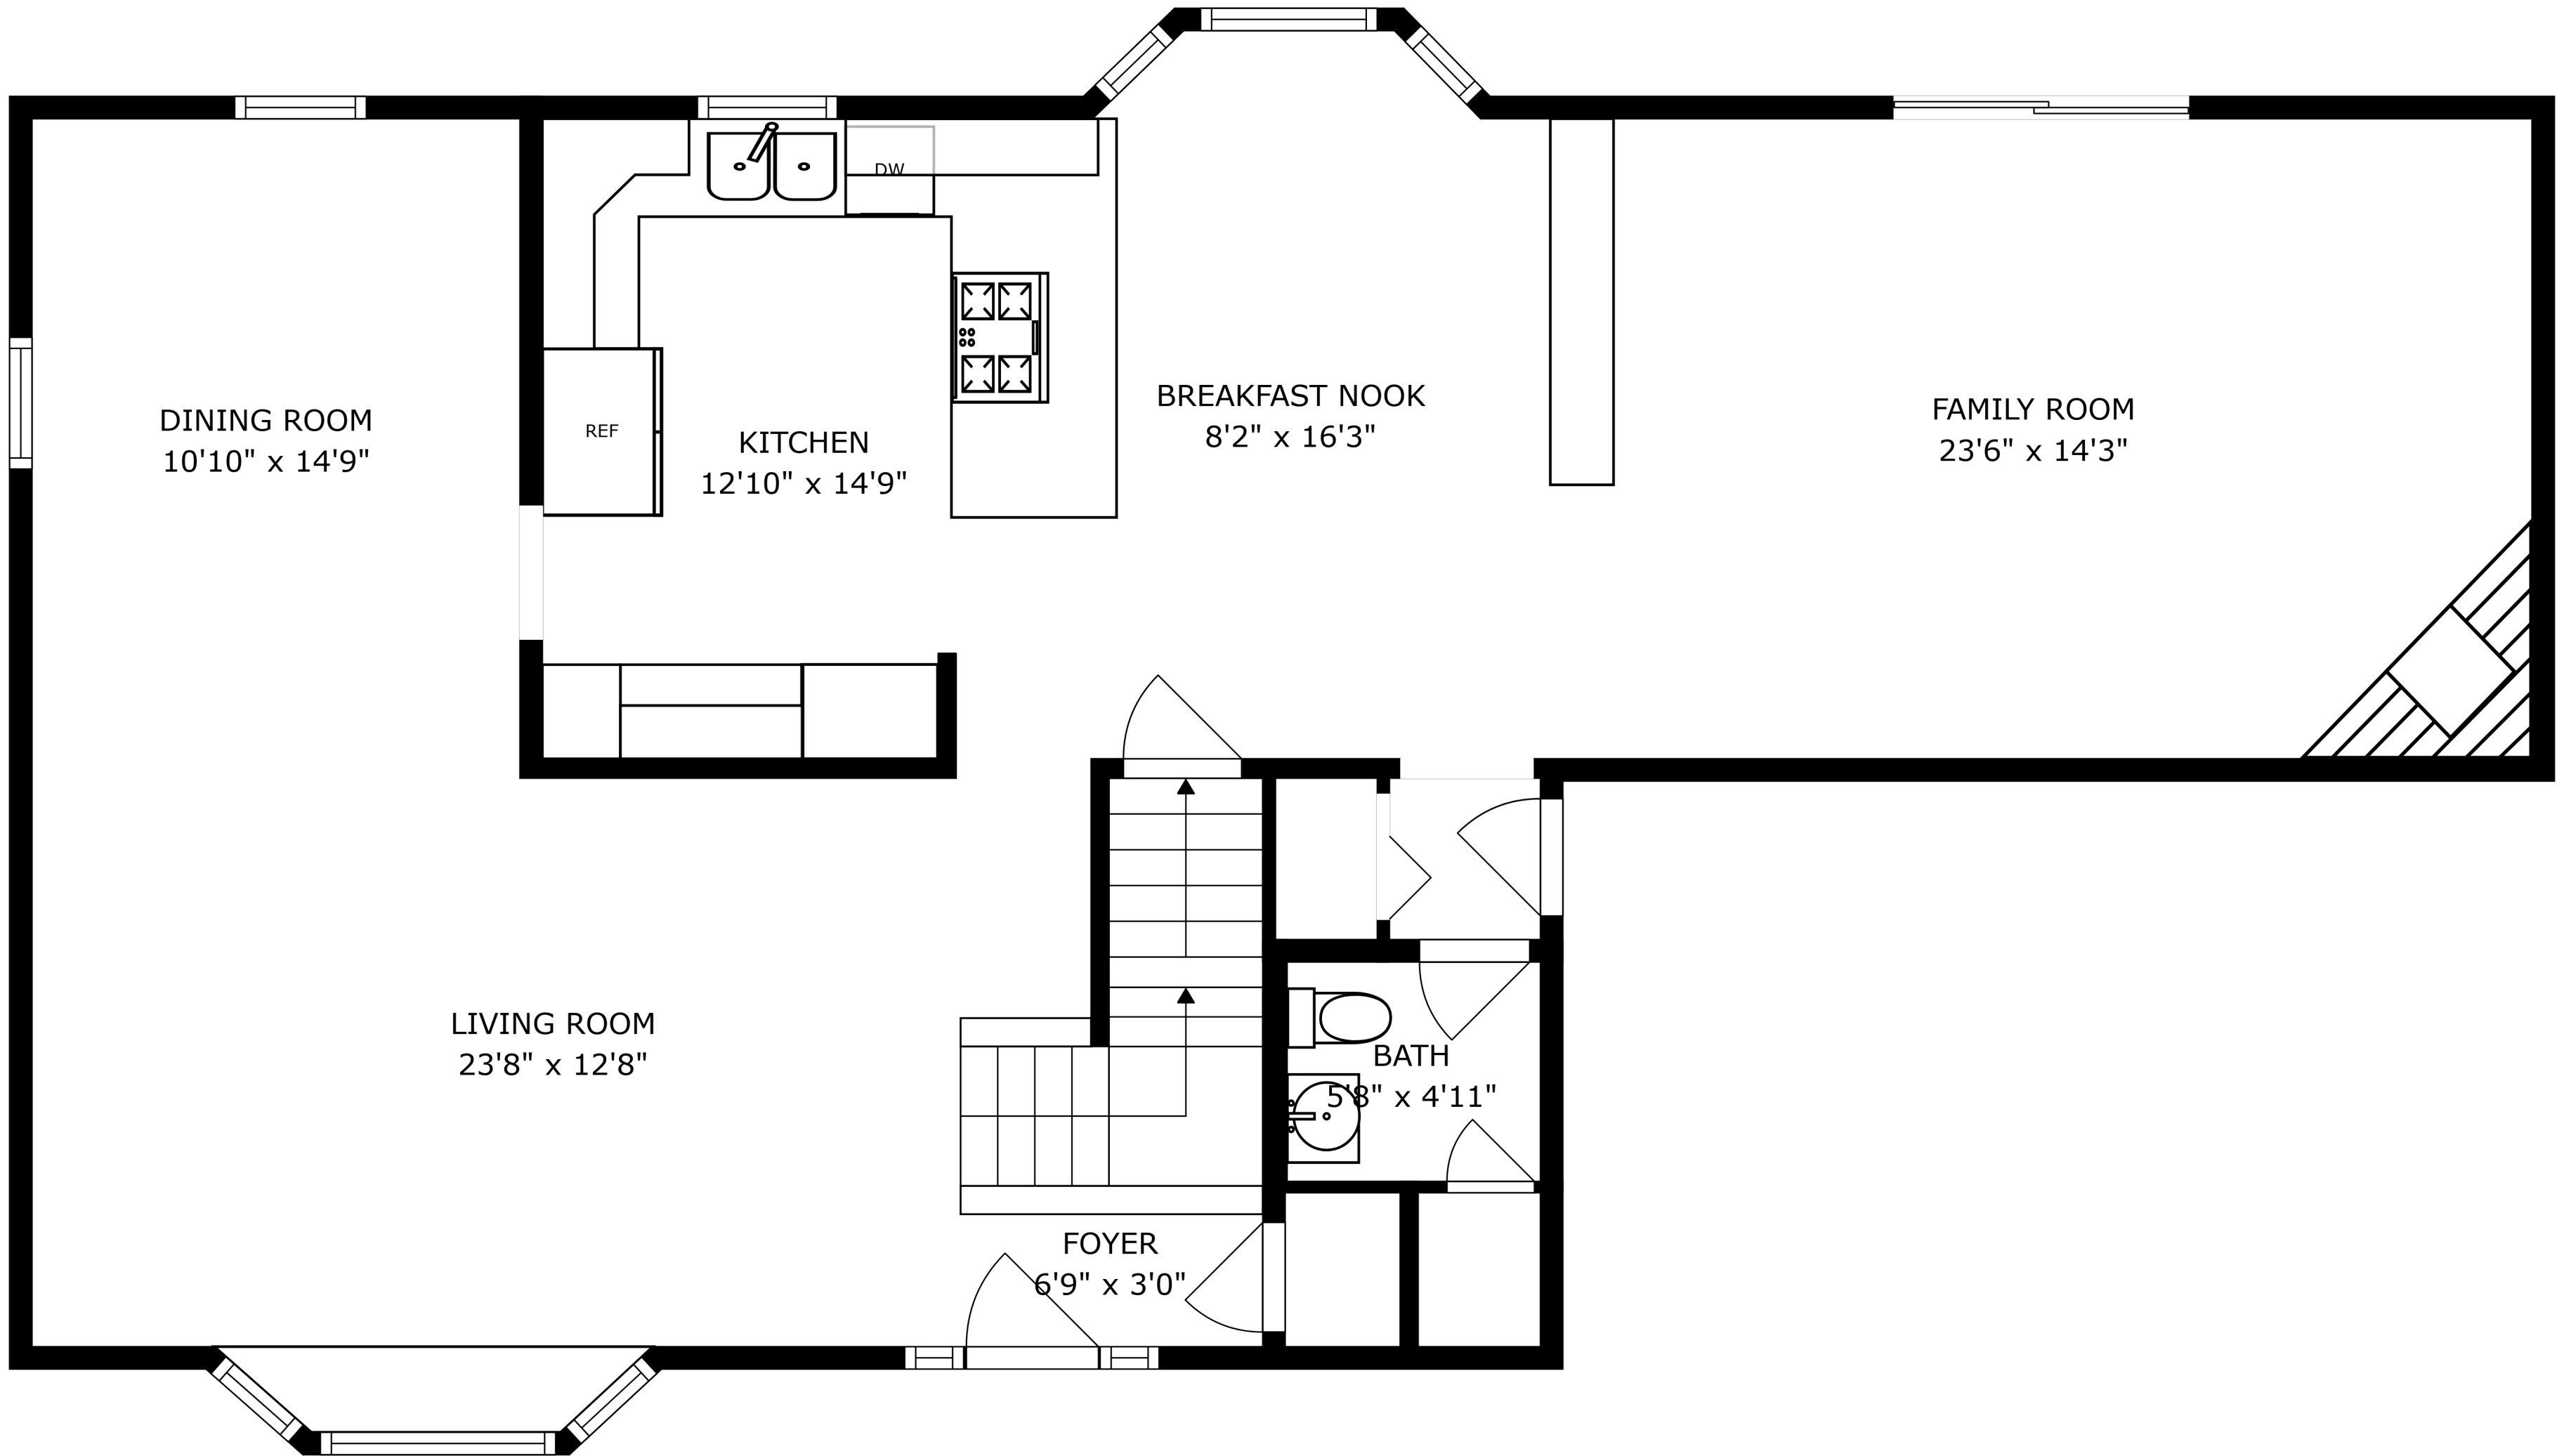 DW
BREAKFAST NOOK
8'2" x 16'3"
FAMILY ROOM
23'6" x 14'3"
DINING ROOM
10'10" x 14'9"
REF
KITCHEN
12'10" x 14'9"
LIVING ROOM
23'8" x 12'8"
BATH
5'8" x 4'11"
FOYER
6'9" x 3'0"